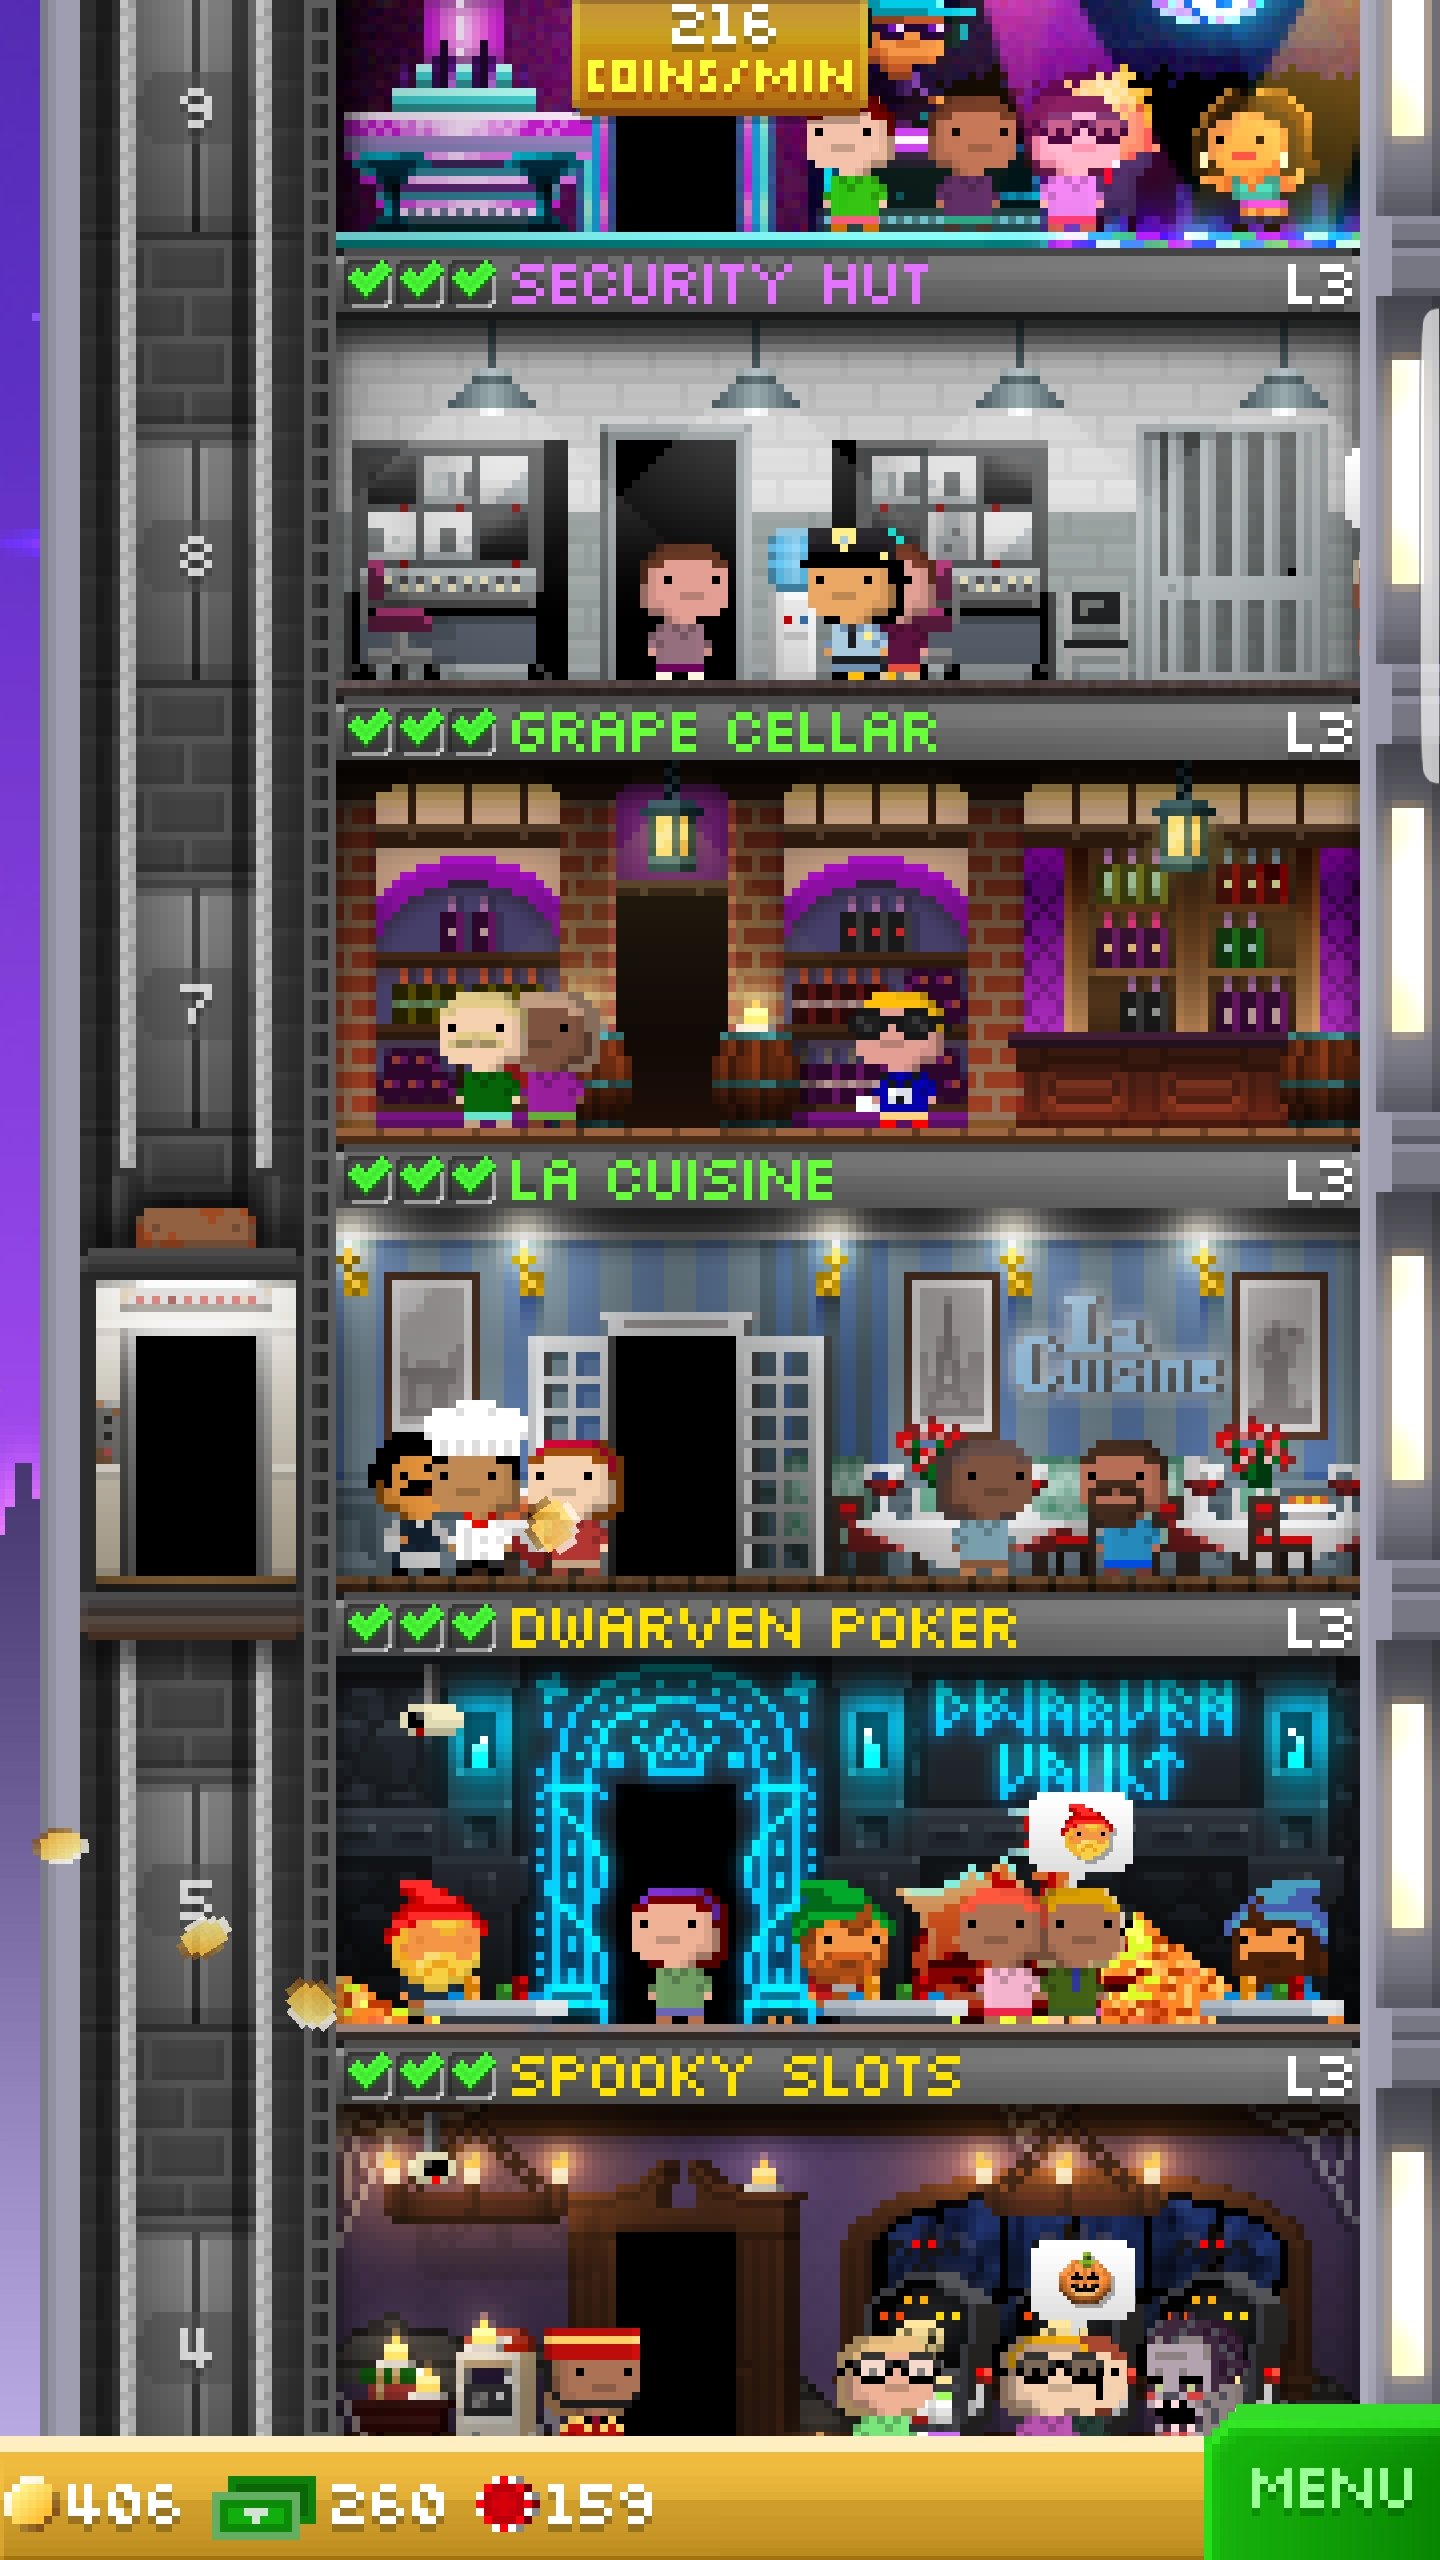 216
COINS/MIN
9
SECURITY HUT L3
8
GRAPE CELLAR L3
7
LA CUISINE L3
La
Cuisine
DWARVEN POKER L3
DWARVEN
VAULT
5
SPOOKY SLOTS L3
4
406 260 159
MENU